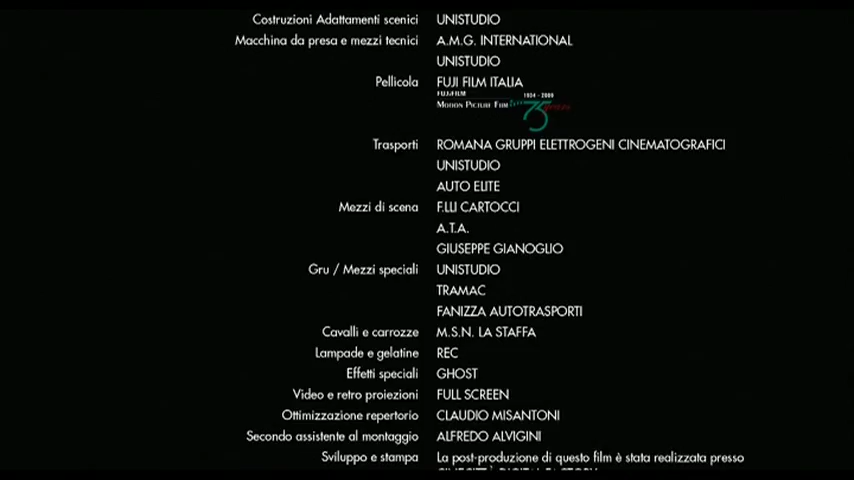 Costruzioni Adattamenti scenici UNISTUDIO
Macchina da presa e mezzi tecnici A.M.G. INTERNATIONAL
UNISTUDIO
Pellicola FUJI FILM ITALIA
FUJIFILM 1934 - 2009
MOTION PICTURE FILM 75
Trasporti ROMANA GRUPPI ELETTROGENI CINEMATOGRAFICI
UNISTUDIO
AUTO ELITE
Mezzi di scena F.LLI CARTOCCI
A.T.A.
GIUSEPPE GIANOGLIO
Gru / Mezzi speciali UNISTUDIO
TRAMAC
FANIZZA AUTOTRASPORTI
Cavalli e carrozze M.S.N. LA STAFFA
Lampade e gelatine REC
Effetti speciali GHOST
Video e retro proiezioni FULL SCREEN
Ottimizzazione repertorio CLAUDIO MISANTONI
Secondo assistente al montaggio ALFREDO ALVIGINI
Sviluppo e stampa La post-produzione di questo film è stata realizzata presso
CINECITTÀ DIGITAL FACTORY